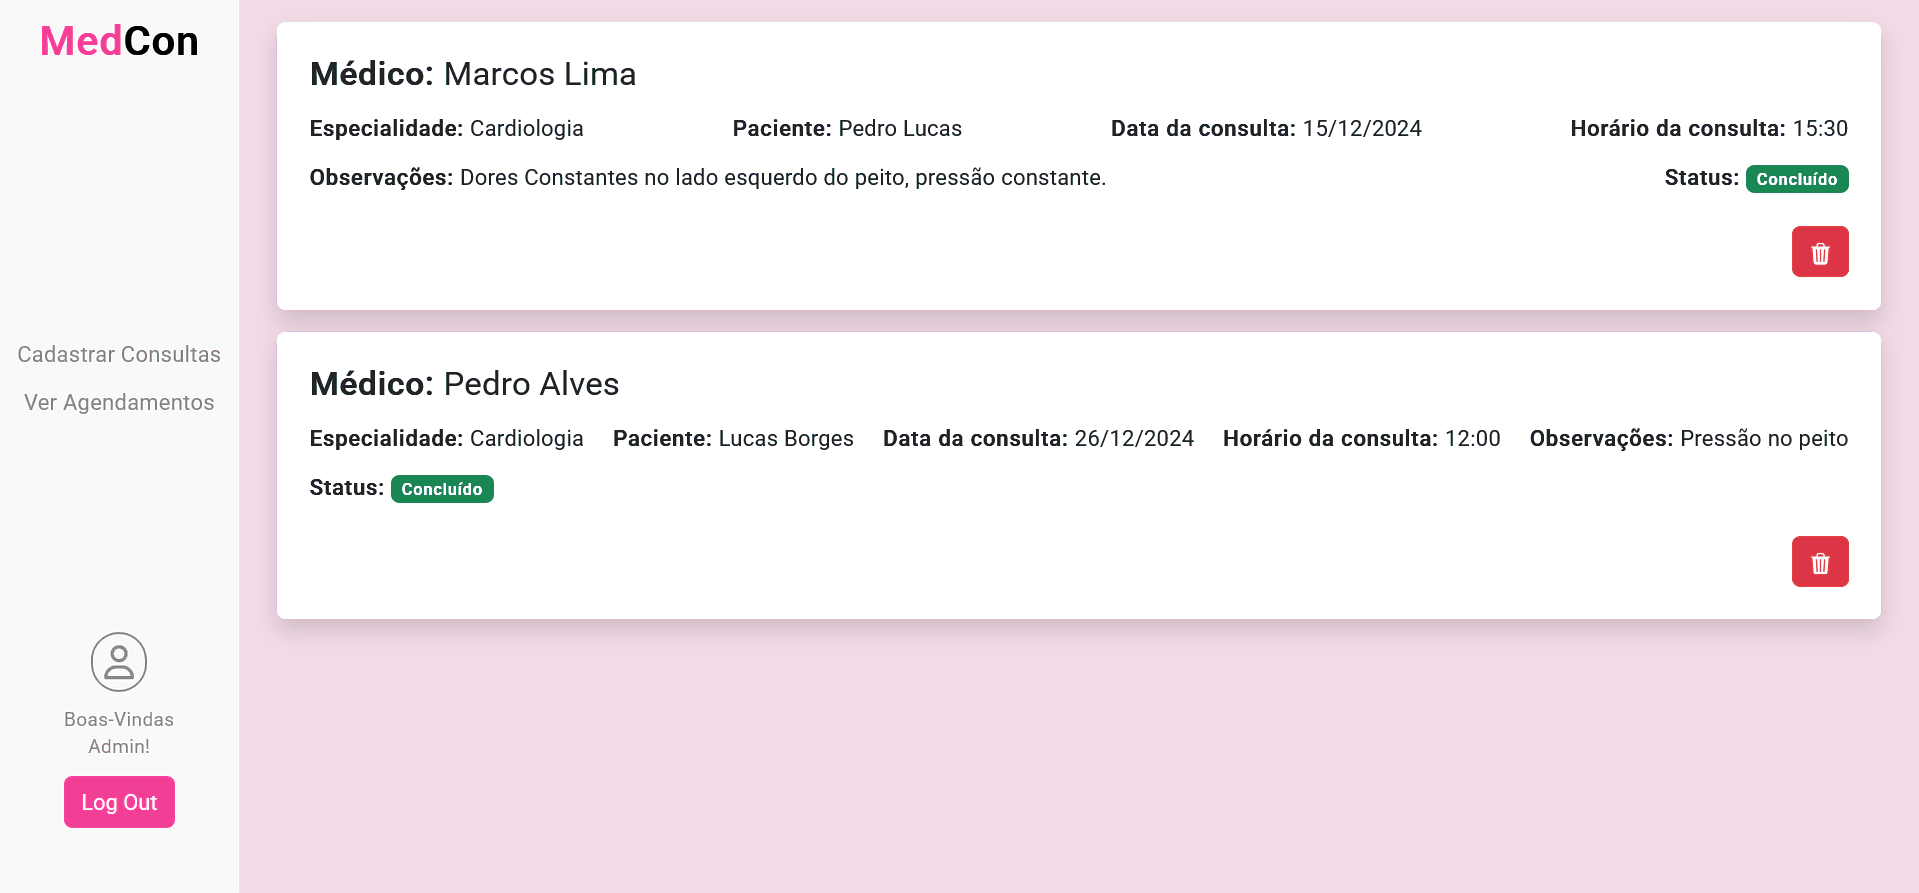 MedCon
Cadastrar Consultas
Ver Agendamentos
Boas-Vindas
Admin!
Log Out
Médico: Marcos Lima
Especialidade: Cardiologia Paciente: Pedro Lucas Data da consulta: 15/12/2024 Horário da consulta: 15:30
Observações: Dores Constantes no lado esquerdo do peito, pressão constante. Status: Concluído
Médico: Pedro Alves
Especialidade: Cardiologia Paciente: Lucas Borges Data da consulta: 26/12/2024 Horário da consulta: 12:00 Observações: Pressão no peito
Status: Concluído